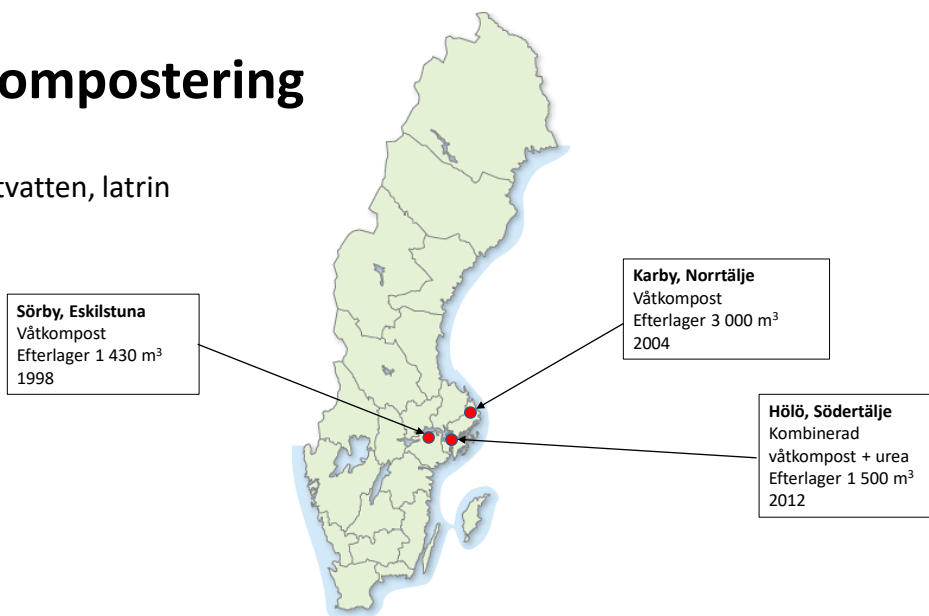 ompostering
tvatten, latrin
Sörby, Eskilstuna
Våtkompost
Efterlager 1 430 m³
1998
Karby, Norrtälje
Våtkompost
Efterlager 3 000 m³
2004
Hölö, Södertälje
Kombinerad
våtkompost + urea
Efterlager 1 500 m³
2012